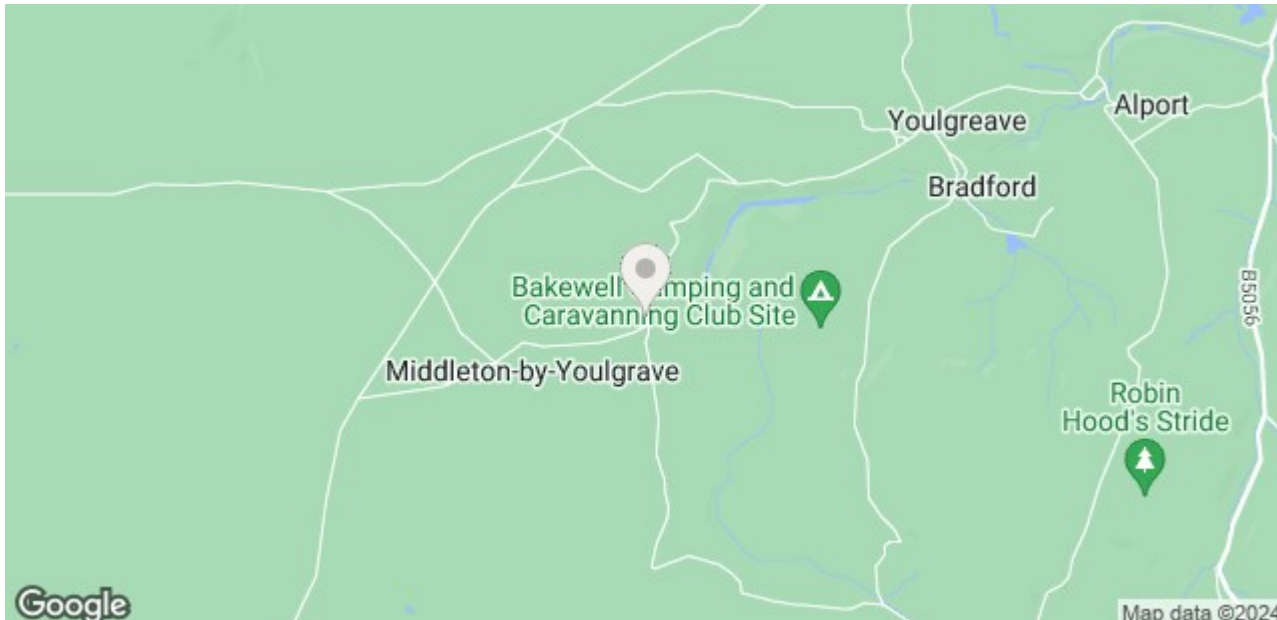 Youlgreave
Alport
Bradford
Bakewell
mping and
Caravanning Club Site
B5056
Middleton-by-Youlgrave
Robin
Hood's Stride
Google
Map data ©2024